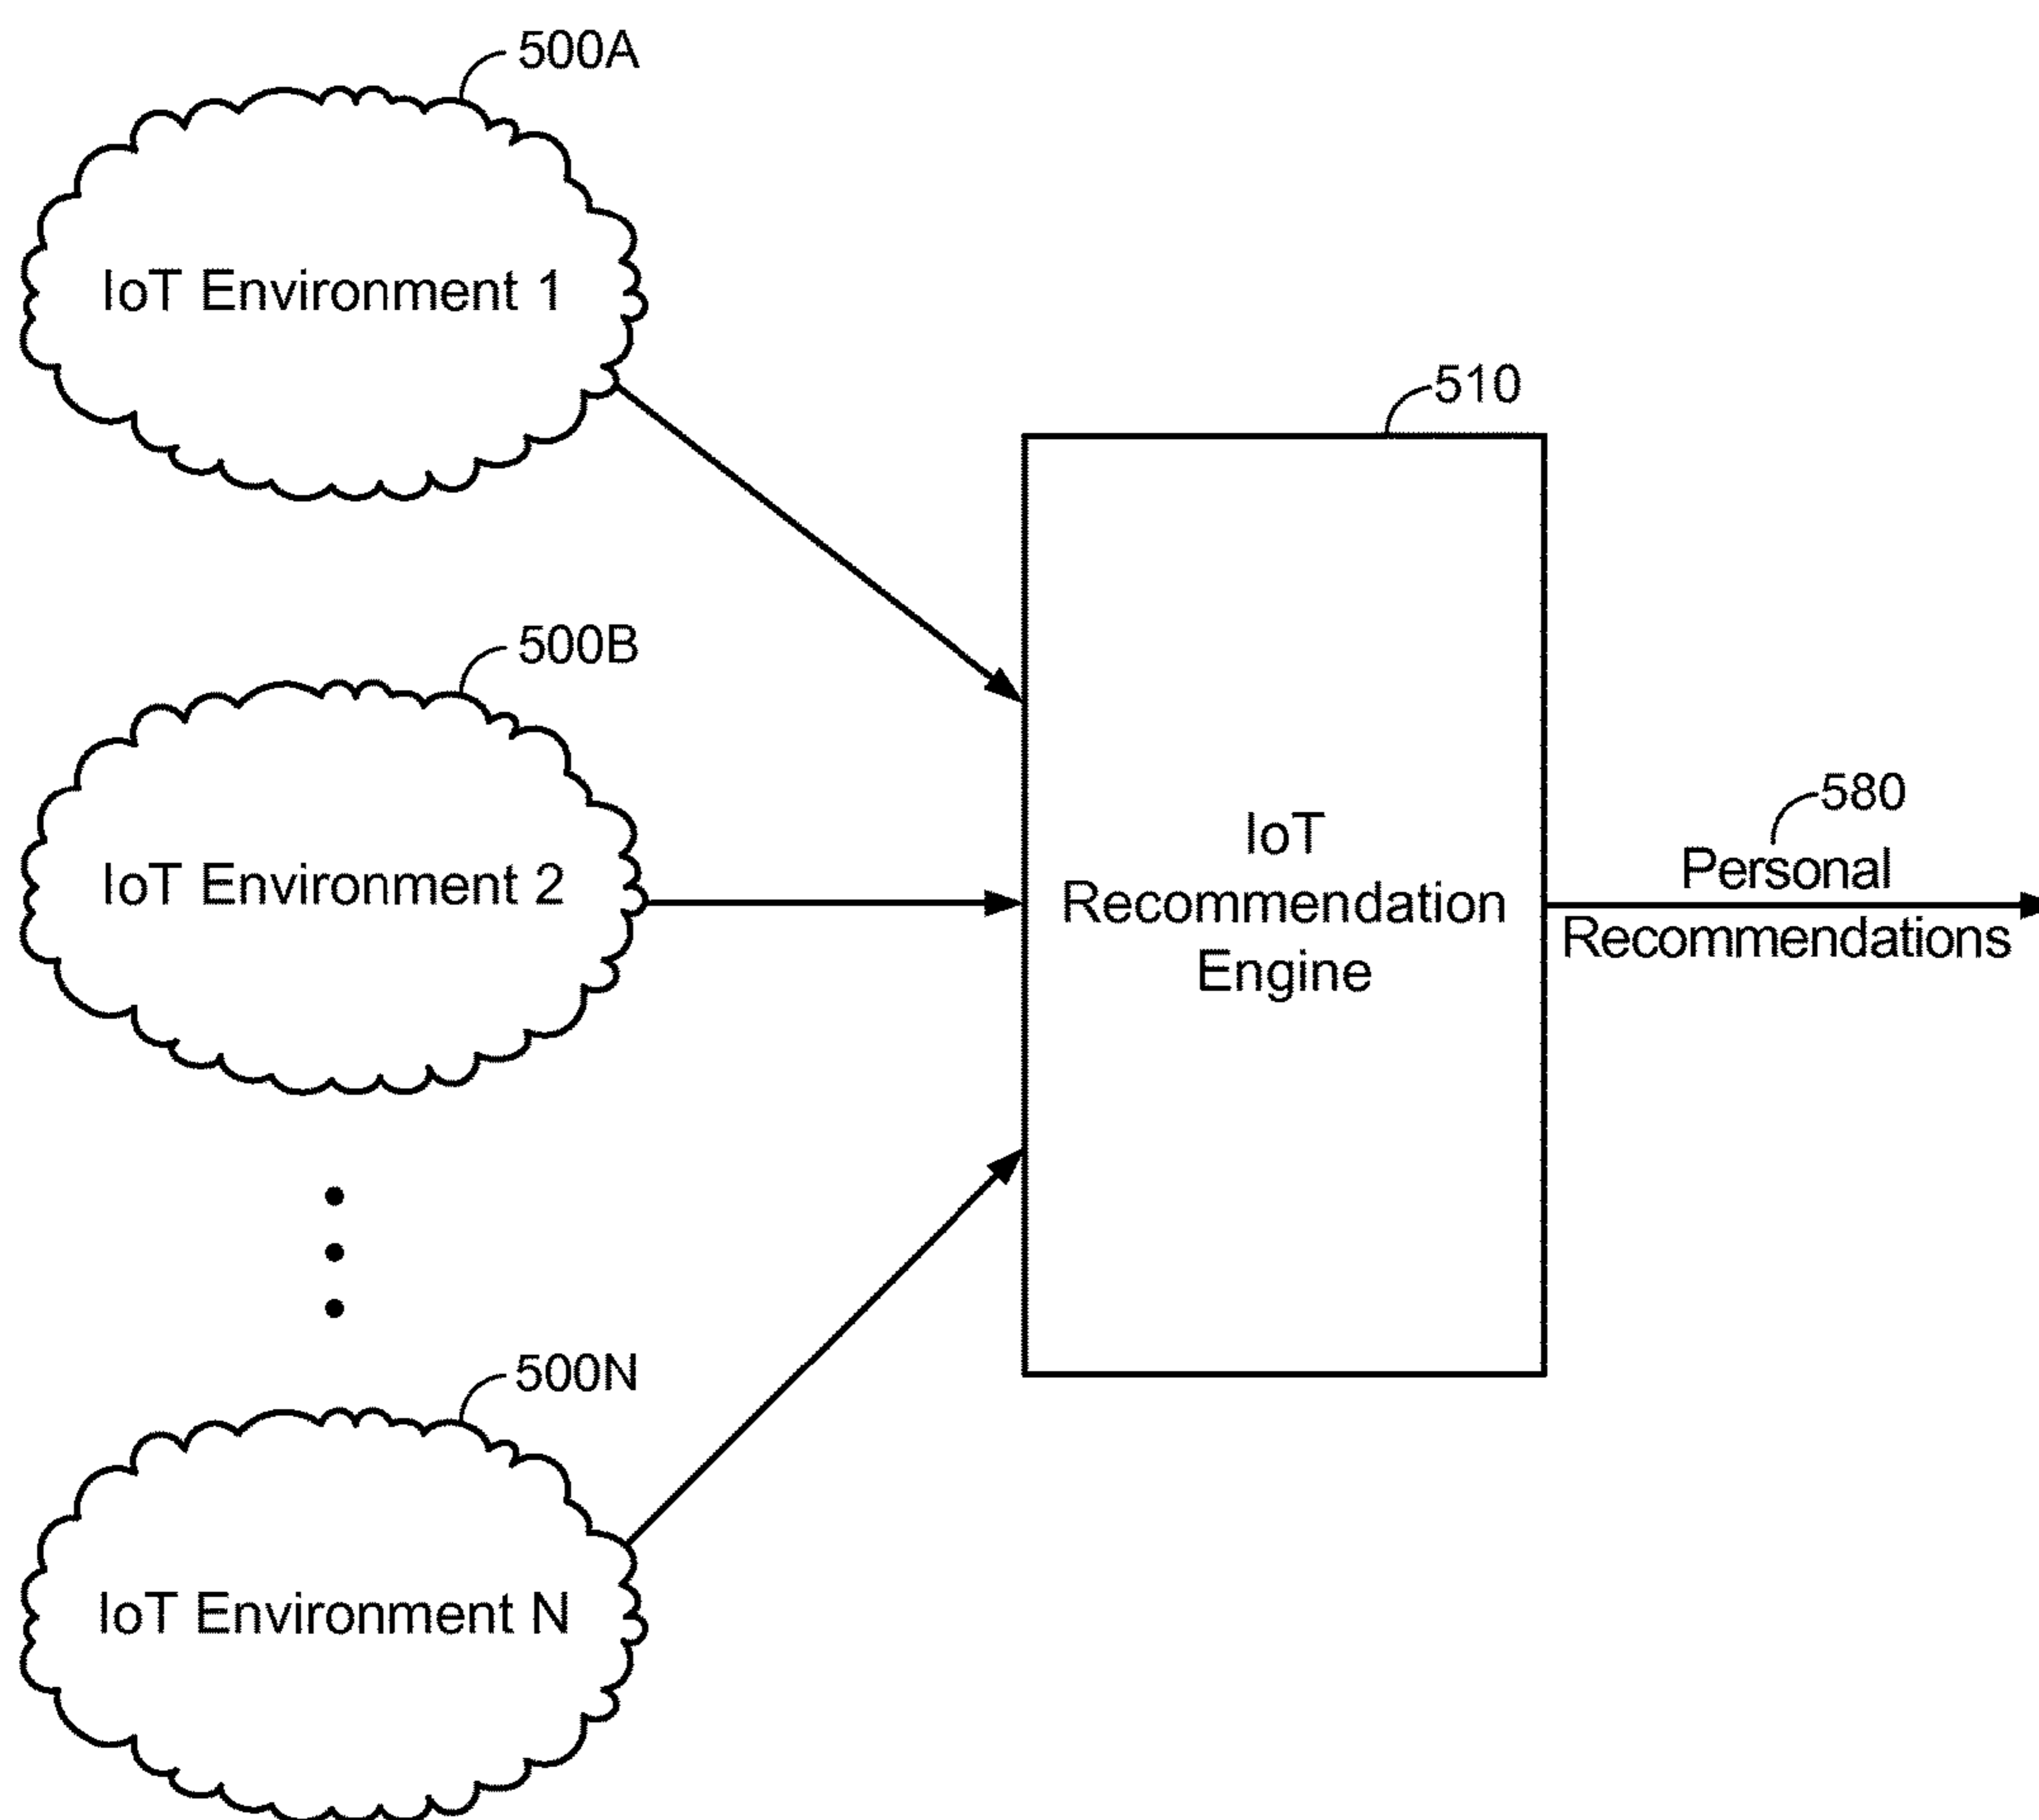 500A
IoT Environment 1
510
500B
IoT Environment 2
IoT
Recommendation
Engine
580
Personal
Recommendations
500N
IoT Environment N